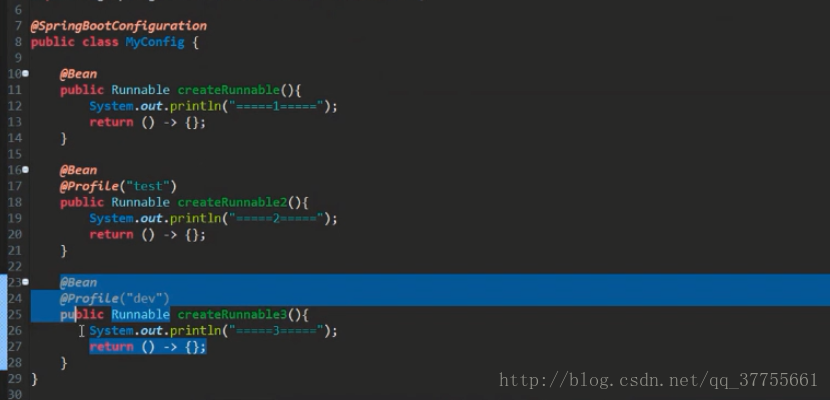 6
7 @SpringBootConfiguration
8 public class MyConfig {
9
10 @Bean
11 public Runnable createRunnable(){
12 System.out.println("=====1=====");
13 return () -> {};
14 }
15
16 @Bean
17 @Profile("test")
18 public Runnable createRunnable2(){
19 System.out.println("=====2=====");
20 return () -> {};
21 }
22
23 @Bean
24 @Profile("dev")
25 public Runnable createRunnable3(){
26 System.out.println("=====3=====");
27 return () -> {};
28 }
29 }
30
http://blog.csdn.net/qq_37755661